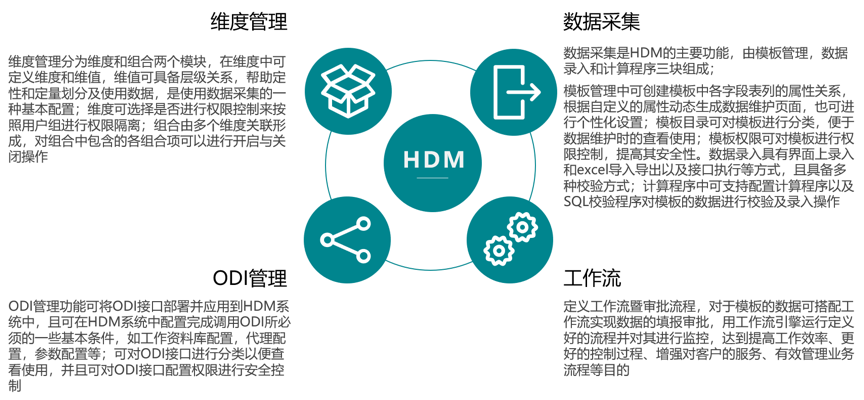 维度管理
维度管理分为维度和组合两个模块，在维度中可
定义维度和维值，维值可具备层级关系，帮助定
性和定量划分及使用数据，是使用数据采集的一
种基本配置；维度可选择是否进行权限控制来按
照用户组进行权限隔离；组合由多个维度关联形
成，对组合中包含的各组合项可以进行开启与
关闭操作
数据采集
数据采集是HDM的主要功能，由模板管理，数据
录入和计算程序三块组成；
模板管理中可创建模板中各字段表列的属性关系，
根据自定义的属性动态生成数据维护页面，也可进
行个性化设置；模板目录可对模板进行分类，便于
数据维护时的查看使用；模板权限可对模板进行权
限控制，提高其安全性。数据录入具有界面上录入
和excel导入导出以及接口执行等方式，且具备多
种校验方式；计算程序中可支持配置计算程序以及
SQL校验程序对模板的数据进行校验及录入操作
HDM
ODI管理
ODI管理功能可将ODI接口部署并应用到HDM系
统中，且可在HDM系统中配置完成调用ODI所必
须的一些基本条件，如工作资料库配置，代理配
置，参数配置等；可对ODI接口进行分类以便查
看使用，并且可对ODI接口配置权限进行安全控
制
工作流
定义工作流暨审批流程，对于模板的数据可搭配工
作流实现数据的填报审批，用工作流引擎运行定义
好的流程并对其进行监控，达到提高工作效率、更
好的控制过程、增强对客户的服务、有效管理业务
流程等目的